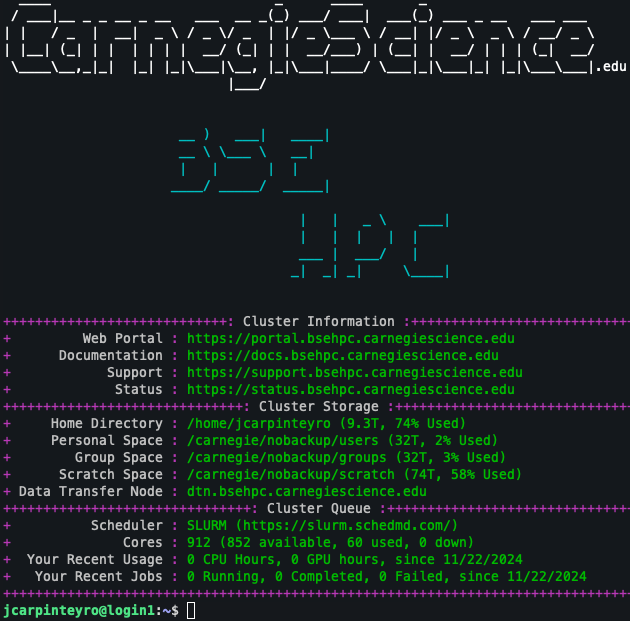 CarnegieScience.edu
BSE
HPC
+++++++++++++++++++++++++++: Cluster Information :+++++++++++++++++++++++++++
+ Web Portal : https://portal.bsehpc.carnegiescience.edu
+ Documentation : https://docs.bsehpc.carnegiescience.edu
+ Support : https://support.bsehpc.carnegiescience.edu
+ Status : https://status.bsehpc.carnegiescience.edu
+++++++++++++++++++++++++++++: Cluster Storage :+++++++++++++++++++++++++++++
+ Home Directory : /home/jcarpinteyro (9.3T, 74% Used)
+ Personal Space : /carnegie/nobackup/users (32T, 2% Used)
+ Group Space : /carnegie/nobackup/groups (32T, 3% Used)
+ Scratch Space : /carnegie/nobackup/scratch (74T, 58% Used)
+ Data Transfer Node : dtn.bsehpc.carnegiescience.edu
++++++++++++++++++++++++++++++: Cluster Queue :++++++++++++++++++++++++++++++
+ Scheduler : SLURM (https://slurm.schedmd.com/)
+ Cores : 912 (852 available, 60 used, 0 down)
+ Your Recent Usage : 0 CPU Hours, 0 GPU hours, since 11/22/2024
+ Your Recent Jobs : 0 Running, 0 Completed, 0 Failed, since 11/22/2024
++++++++++++++++++++++++++++++++++++++++++++++++++++++++++++++++++++++++++++++
jcarpinteyro@login1:~$